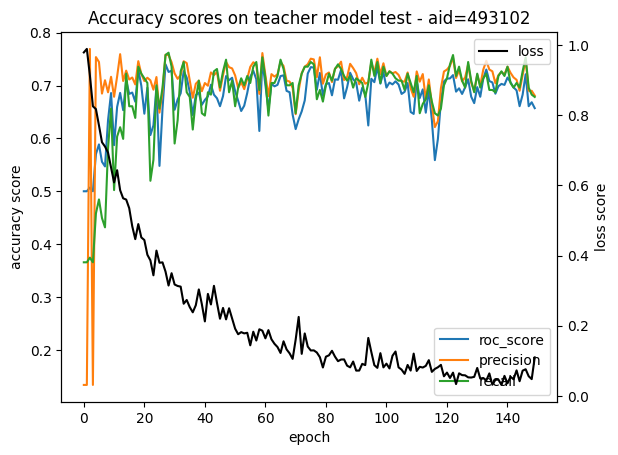 Accuracy scores on teacher model test - aid=493102
0.8
0.7
0.6
0.5
0.4
0.3
0.2
accuracy score
0
20
40
60
80
100
120
140
epoch
1.0
0.8
0.6
0.4
0.2
0.0
loss score
loss
roc_score
precision
recall